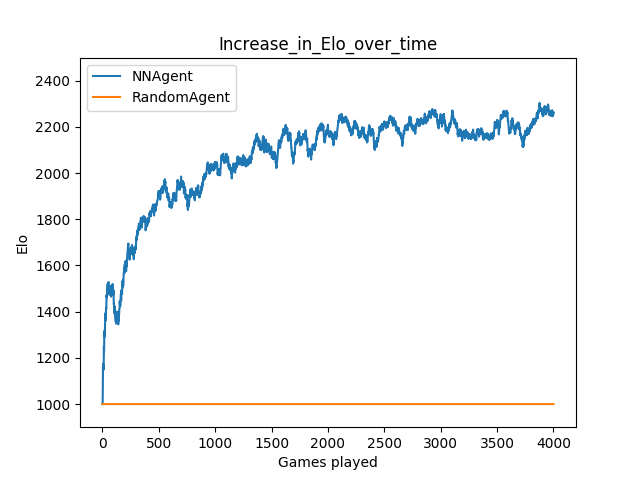 Increase_in_Elo_over_time
NNAgent
RandomAgent
2400
2200
2000
1800
1600
1400
1200
1000
Elo
0 500 1000 1500 2000 2500 3000 3500 4000
Games played